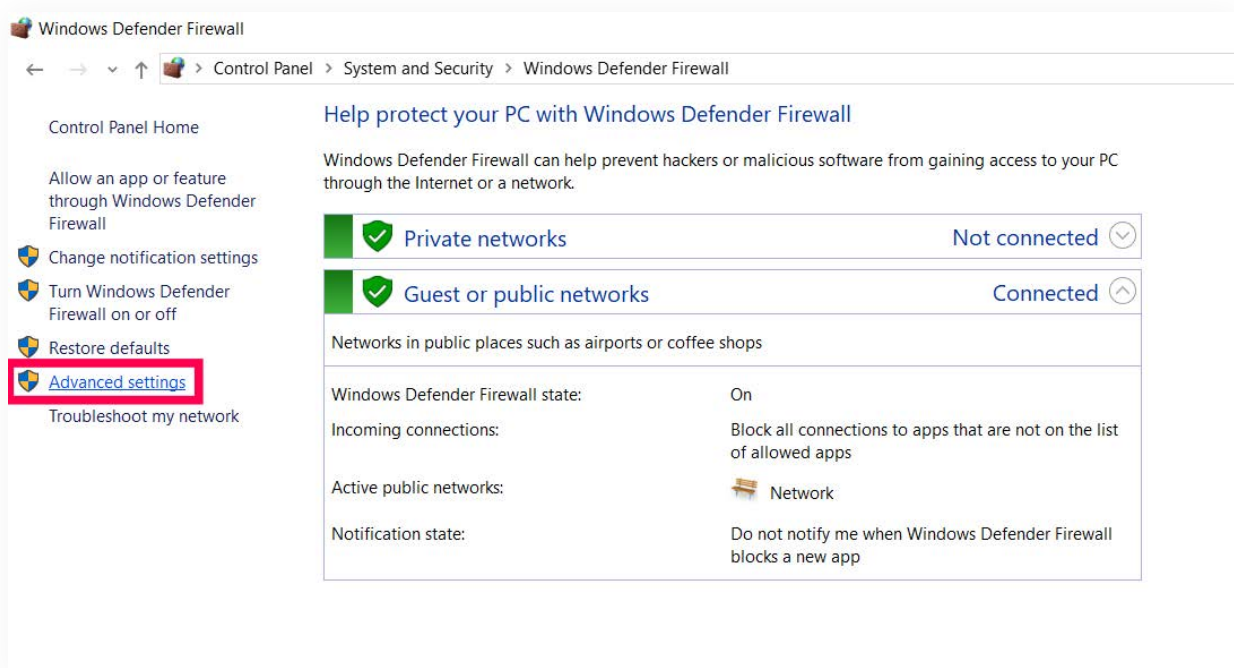 Windows Defender Firewall
Control Panel > System and Security > Windows Defender Firewall
Control Panel Home
Allow an app or feature
through Windows Defender
Firewall
Change notification settings
Turn Windows Defender
Firewall on or off
Restore defaults
Advanced settings
Troubleshoot my network
Help protect your PC with Windows Defender Firewall
Windows Defender Firewall can help prevent hackers or malicious software from gaining access to your PC
through the Internet or a network.
Private networks Not connected
Guest or public networks Connected
Networks in public places such as airports or coffee shops
Windows Defender Firewall state: On
Incoming connections: Block all connections to apps that are not on the list
of allowed apps
Active public networks: Network
Notification state: Do not notify me when Windows Defender Firewall
blocks a new app